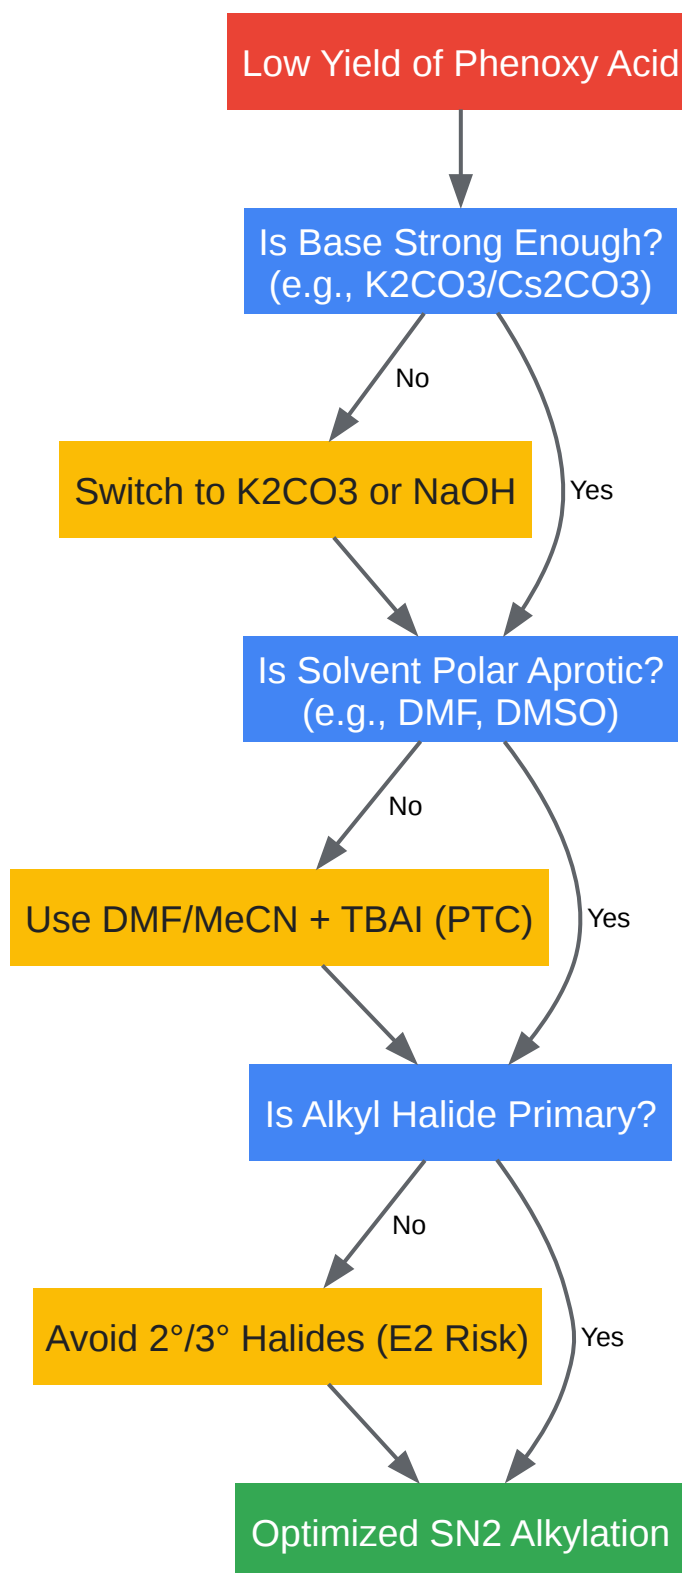 Low Yield of Phenoxy Acid
Is Base Strong Enough?
(e.g., K2CO3/Cs2CO3)
No
Switch to K2CO3 or NaOH
Yes
Is Solvent Polar Aprotic?
(e.g., DMF, DMSO)
No
Use DMF/MeCN + TBAI (PTC)
Yes
Is Alkyl Halide Primary?
No
Avoid 2°/3° Halides (E2 Risk)
Yes
Optimized SN2 Alkylation